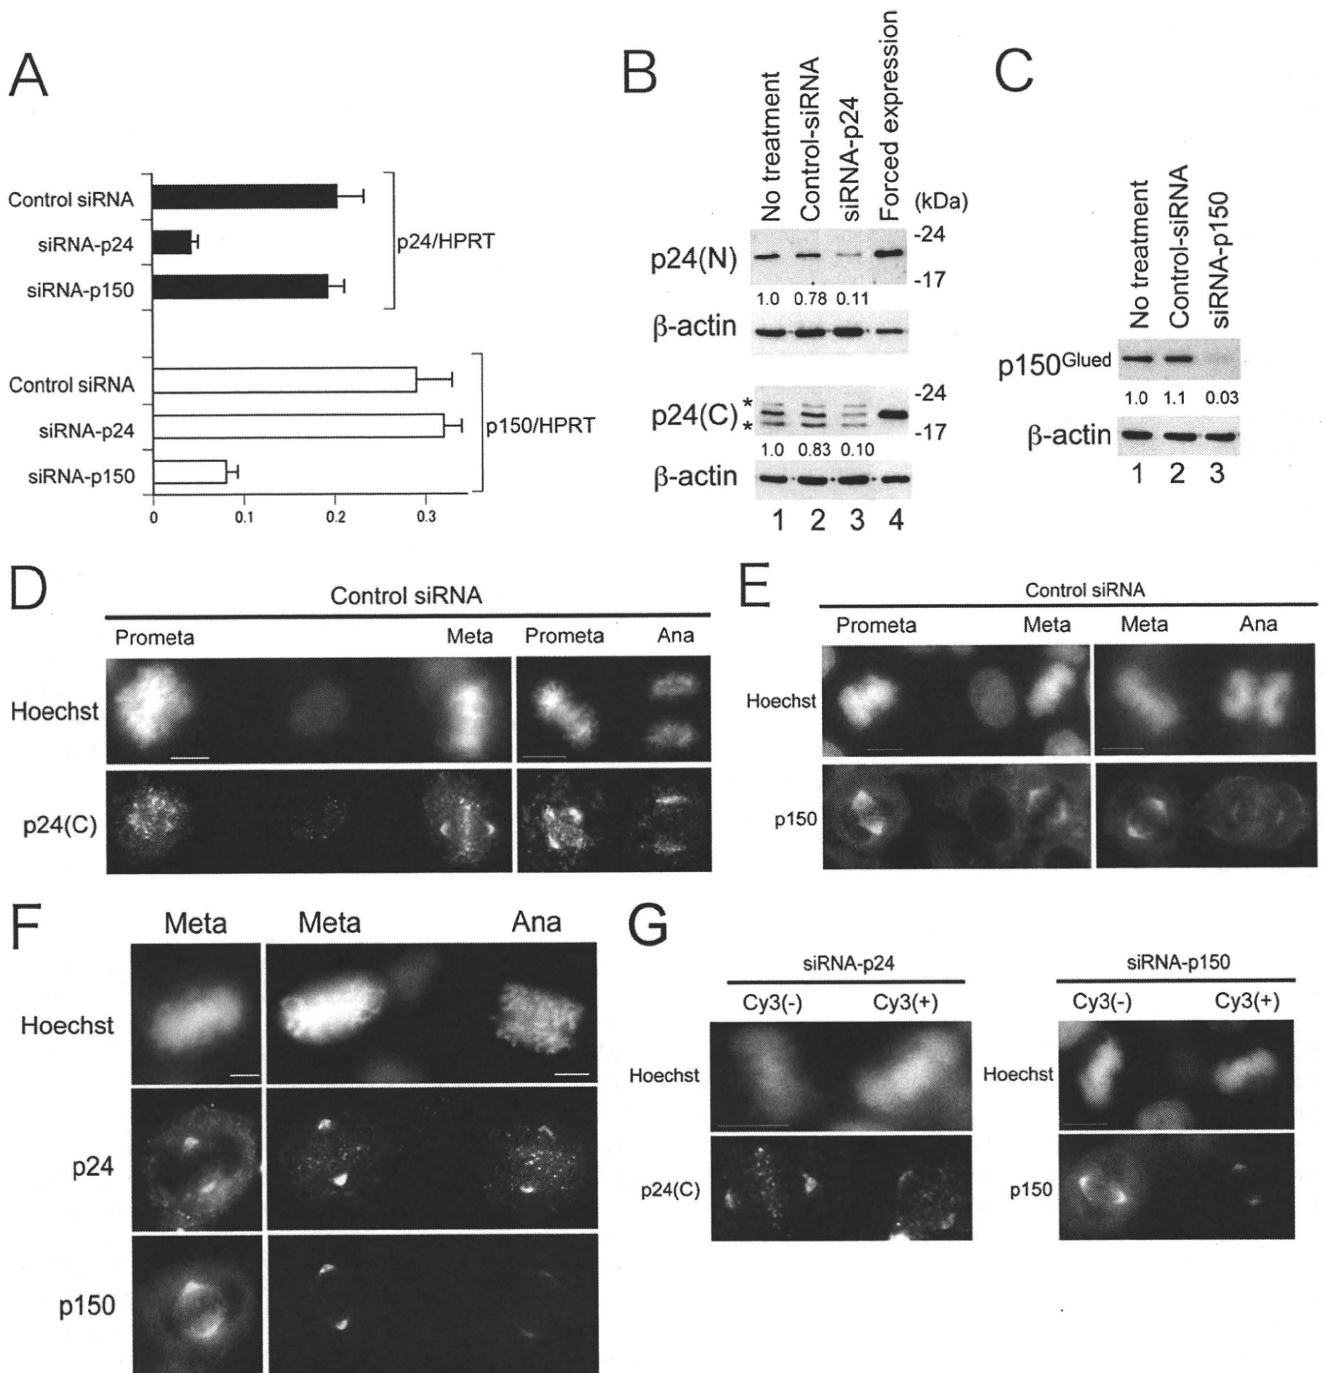 A
Control siRNA
siRNA-p24
siRNA-p150
p24/HPRT
Control siRNA
siRNA-p24
siRNA-p150
p150/HPRT
0 0.1 0.2 0.3
B
No treatment
Control-siRNA
siRNA-p24
Forced expression
(kDa)
p24(N)
-24
-17
1.0 0.78 0.11
β-actin
p24(C)
*
*
-24
-17
1.0 0.83 0.10
β-actin
1 2 3 4
C
No treatment
Control-siRNA
siRNA-p150
p150Glued
1.0 1.1 0.03
β-actin
1 2 3
D
Control siRNA
Prometa Meta Prometa Ana
Hoechst
p24(C)
E
Control siRNA
Prometa Meta Meta Ana
Hoechst
p150
F
Meta Meta Ana
Hoechst
p24
p150
G
siRNA-p24
Cy3(-) Cy3(+)
Hoechst
p24(C)
siRNA-p150
Cy3(-) Cy3(+)
Hoechst
p150